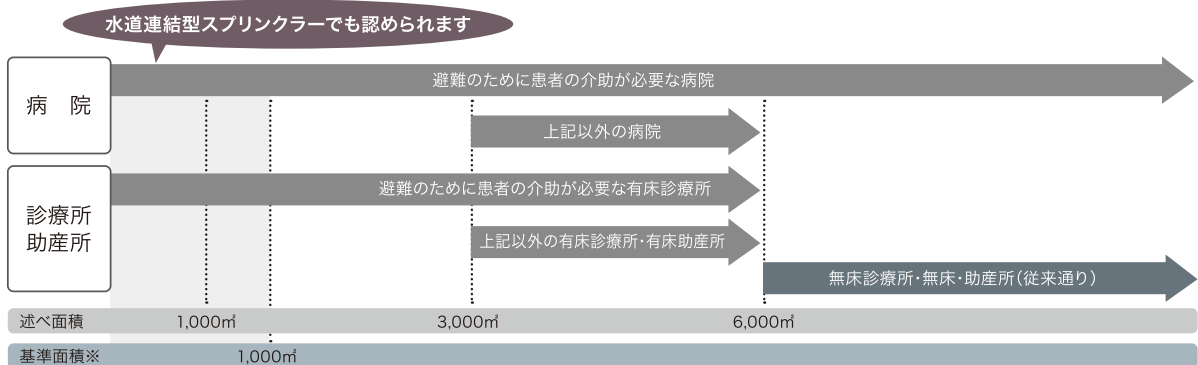 水道連結型スプリンクラーでも認められます
病　院
避難のために患者の介助が必要な病院
上記以外の病院
診療所
助産所
避難のために患者の介助が必要な有床診療所
上記以外の有床診療所・有床助産所
無床診療所・無床・助産所（従来通り）
述べ面積 1,000㎡ 3,000㎡ 6,000㎡
基準面積※ 1,000㎡